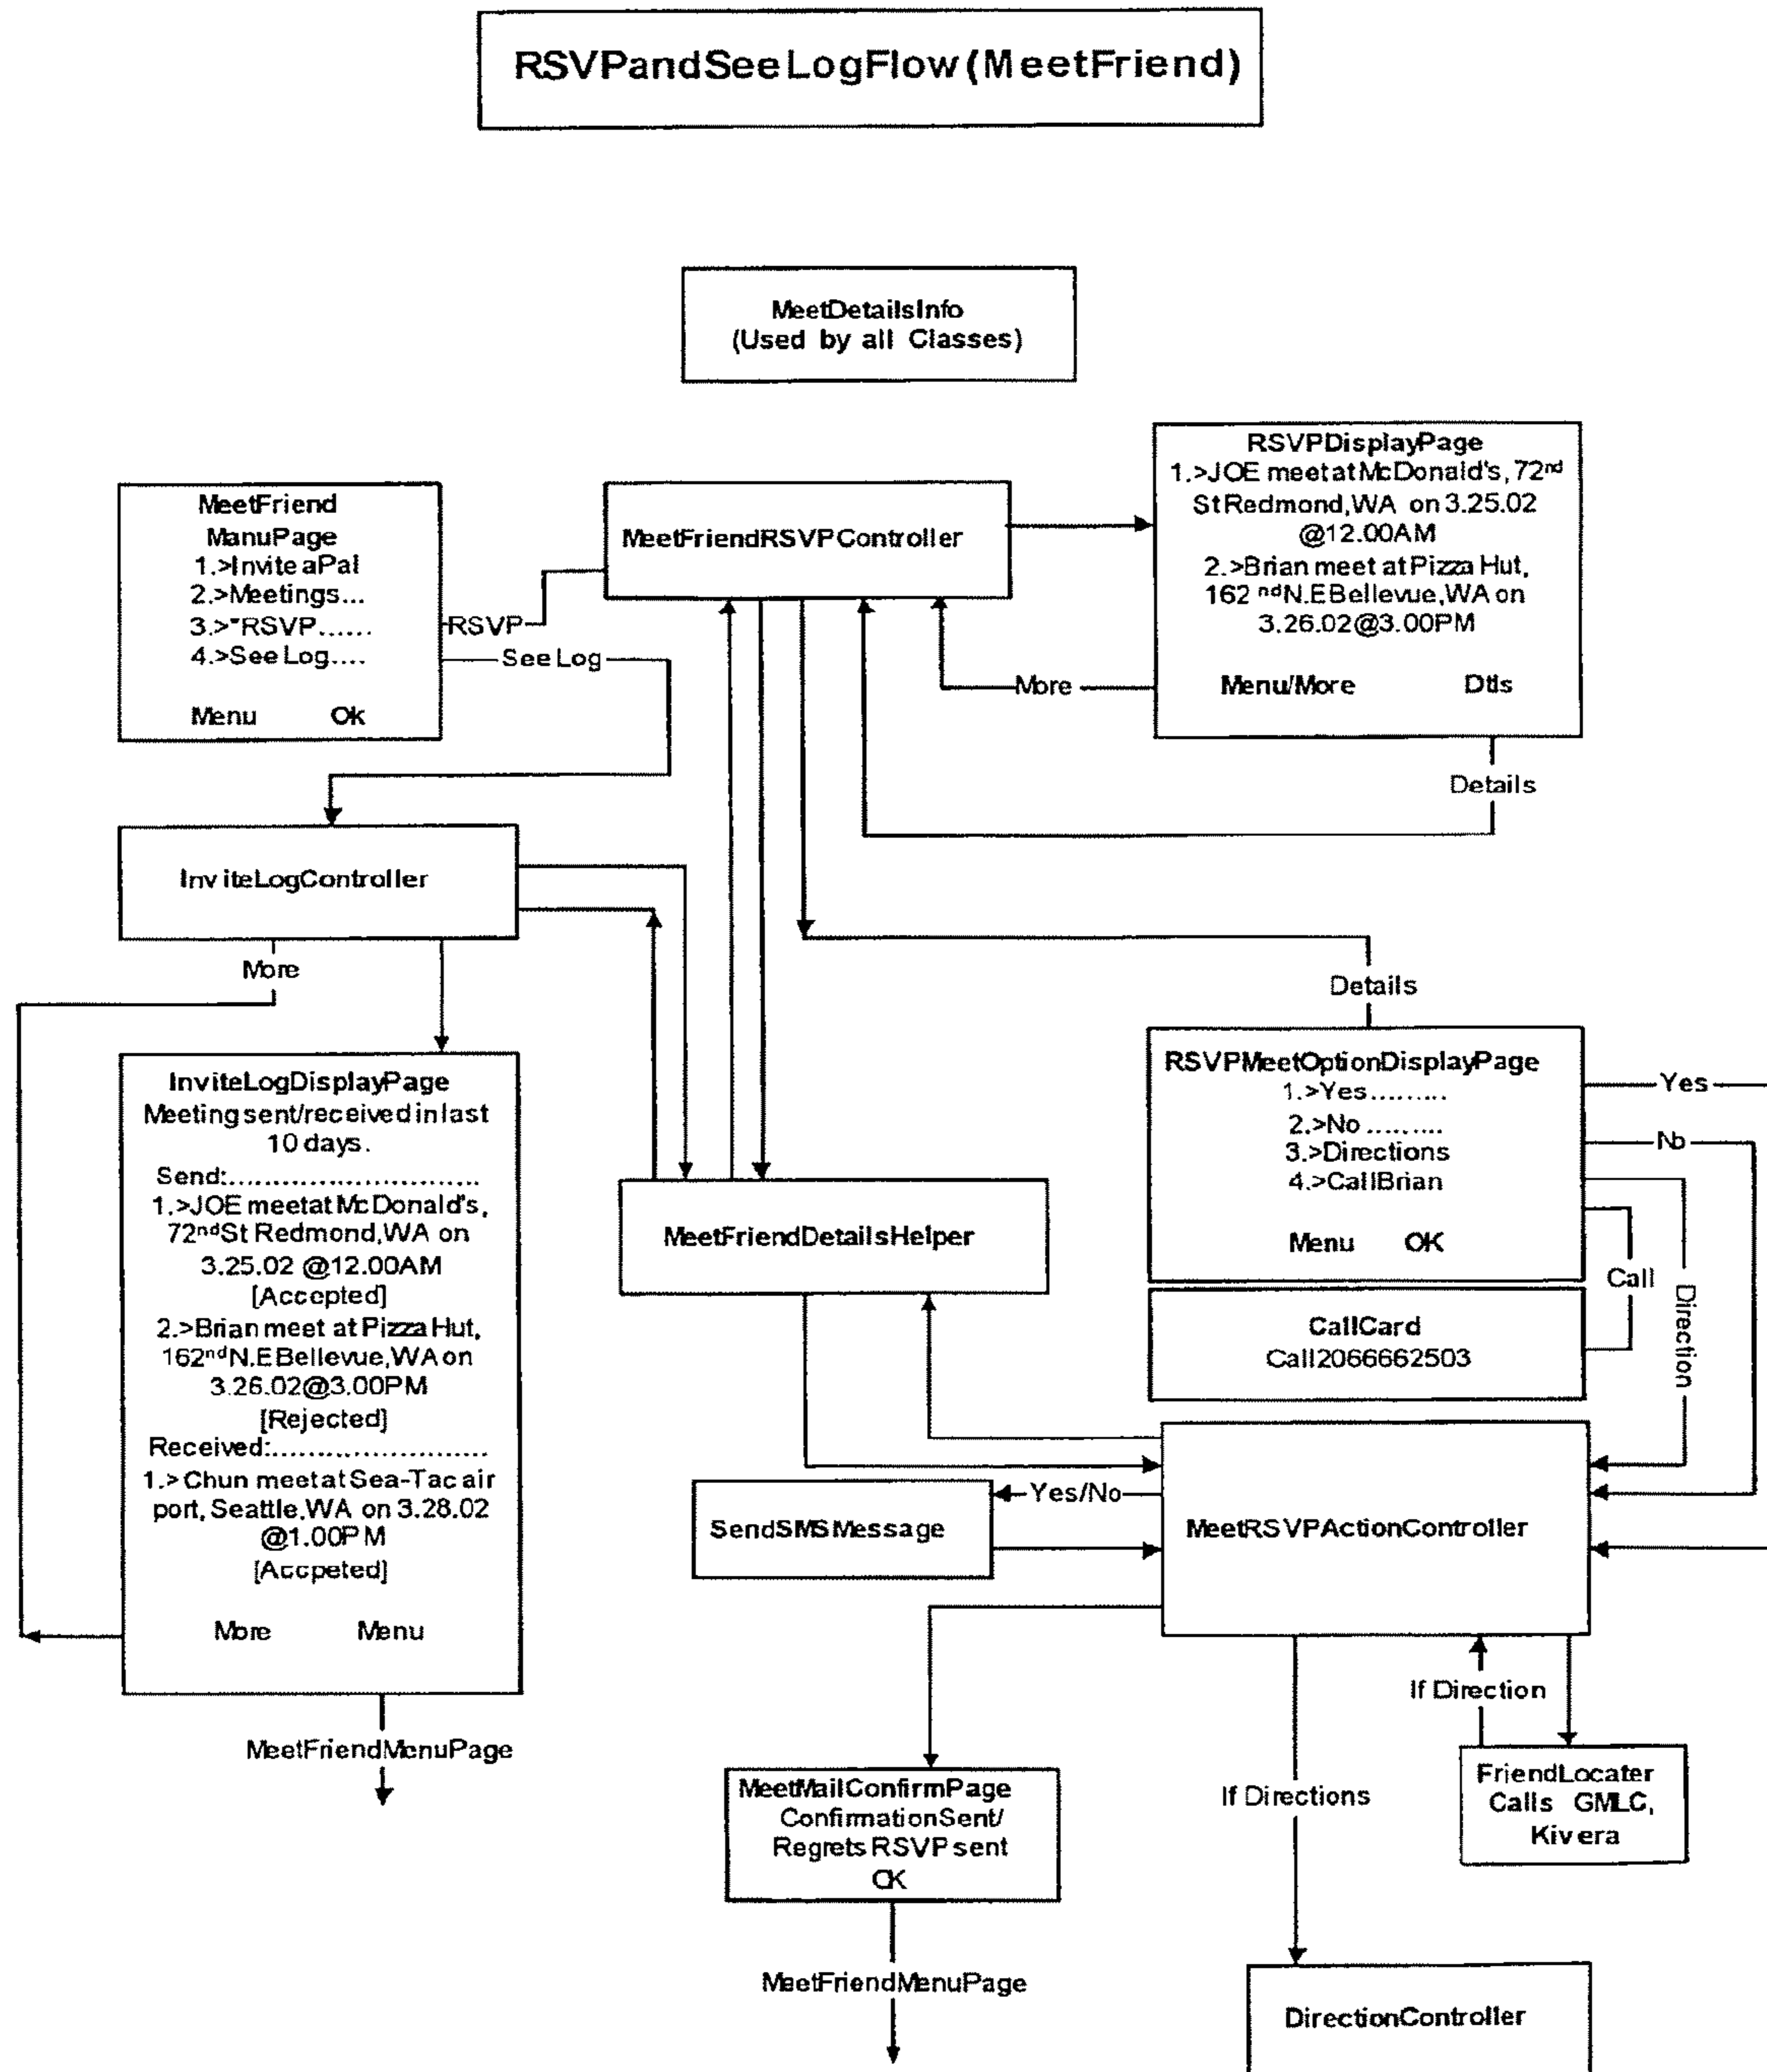 RSVPandSeeLogFlow(MeetFriend)
MeetDetailsInfo
(Used by all Classes)
MeetFriend
ManuPage
1.>Invite a Pal
2.>Meetings...
3.>*RSVP......
4.>See Log....
Menu Ok
RSVP
See Log
MeetFriendRSVPController
RSVPDisplayPage
1.>JOE meet at McDonald's, 72nd
St Redmond, WA on 3.25.02
@12.00AM
2.>Brian meet at Pizza Hut,
162 nd N.E Bellevue, WA on
3.26.02@3.00PM
Menu/More Dtls
More
Details
InviteLogController
More
Details
InviteLogDisplayPage
Meeting sent/received in last
10 days.
Send:...........................
1.>JOE meet at McDonald's,
72nd St Redmond, WA on
3.25.02 @12.00AM
[Accepted]
2.>Brian meet at Pizza Hut,
162nd N.E Bellevue, WA on
3.26.02@3.00PM
[Rejected]
Received:.......................
1.> Chun meet at Sea-Tac air
port, Seattle, WA on 3.28.02
@1.00PM
[Accpeted]
More Menu
MeetFriendMenuPage
MeetFriendDetailsHelper
RSVPMeetOptionDisplayPage
1.>Yes.........
2.>No .........
3.>Directions
4.>CallBrian
Menu OK
Yes
No
Call
Direction
CallCard
Call2066662503
SendSMSMessage
Yes/No
MeetRSVPActionController
If Direction
If Directions
FriendLocater
Calls GMLC,
Kivera
MeetMailConfirmPage
ConfirmationSent/
Regrets RSVP sent
OK
MeetFriendMenuPage
DirectionController